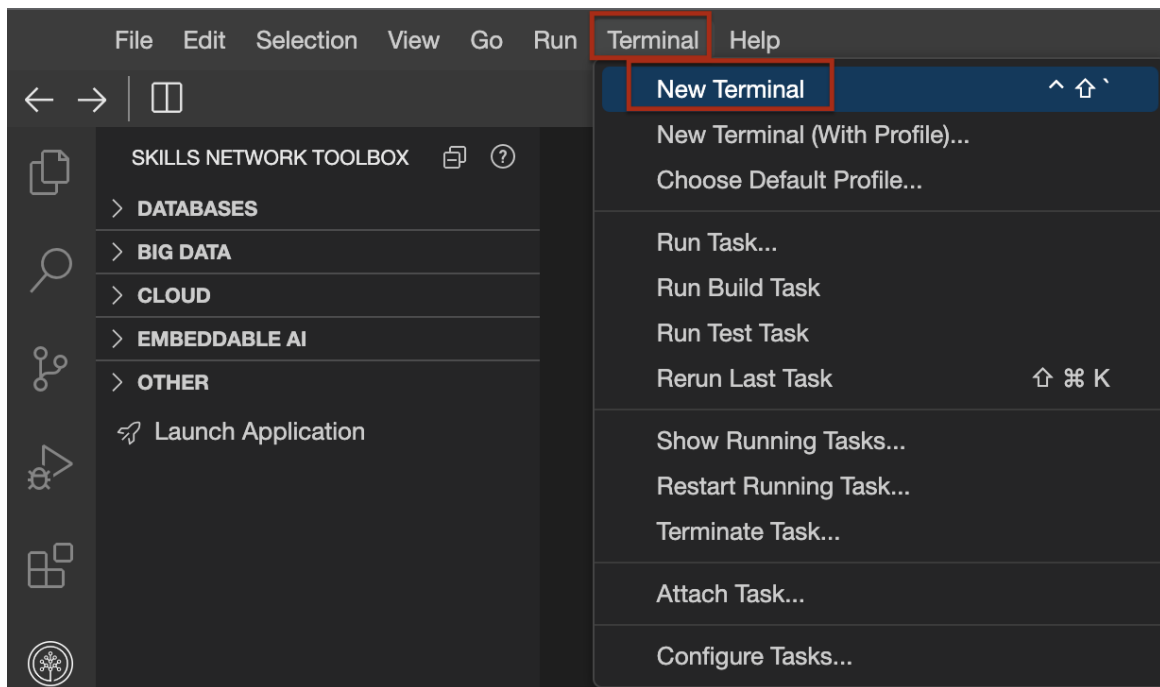 File Edit Selection View Go Run Terminal Help
New Terminal ^ ⇧ `
New Terminal (With Profile)...
Choose Default Profile...
Run Task...
Run Build Task
Run Test Task
Rerun Last Task ⇧ ⌘ K
Show Running Tasks...
Restart Running Task...
Terminate Task...
Attach Task...
Configure Tasks...
SKILLS NETWORK TOOLBOX ?
DATABASES
BIG DATA
CLOUD
EMBEDDABLE AI
OTHER
Launch Application